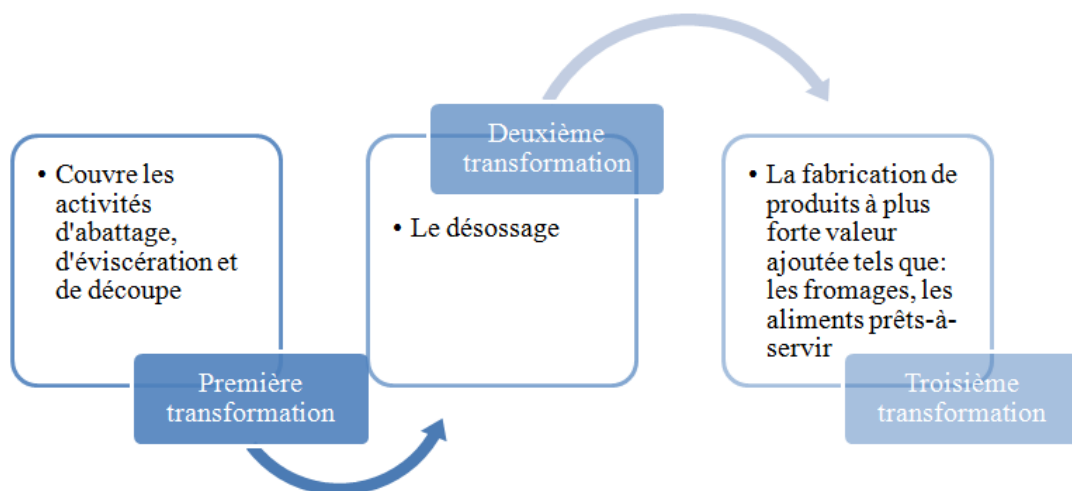 • Couvre les
activités
d'abattage,
d'éviscération et
de découpe
Première
transformation
Deuxième
transformation
• Le désossage
• La fabrication de
produits à plus
forte valeur
ajoutée tels que:
les fromages, les
aliments prêts-à-
servir
Troisième
transformation